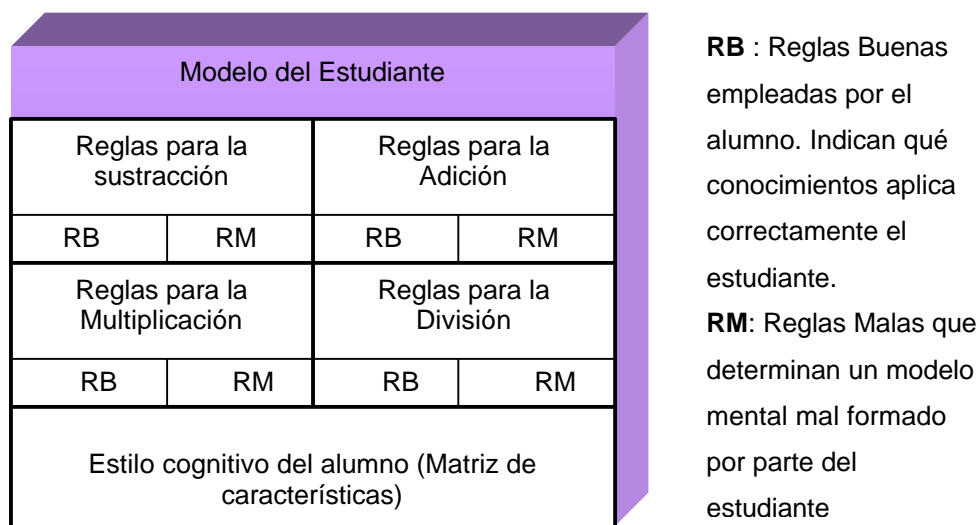 Modelo del Estudiante
Reglas para la
sustracción
Reglas para la
Adición
RB
RM
RB
RM
Reglas para la
Multiplicación
Reglas para la
División
RB
RM
RB
RM
Estilo cognitivo del alumno (Matriz de
características)
RB : Reglas Buenas
empleadas por el
alumno. Indican qué
conocimientos aplica
correctamente el
estudiante.
RM: Reglas Malas que
determinan un modelo
mental mal formado
por parte del
estudiante